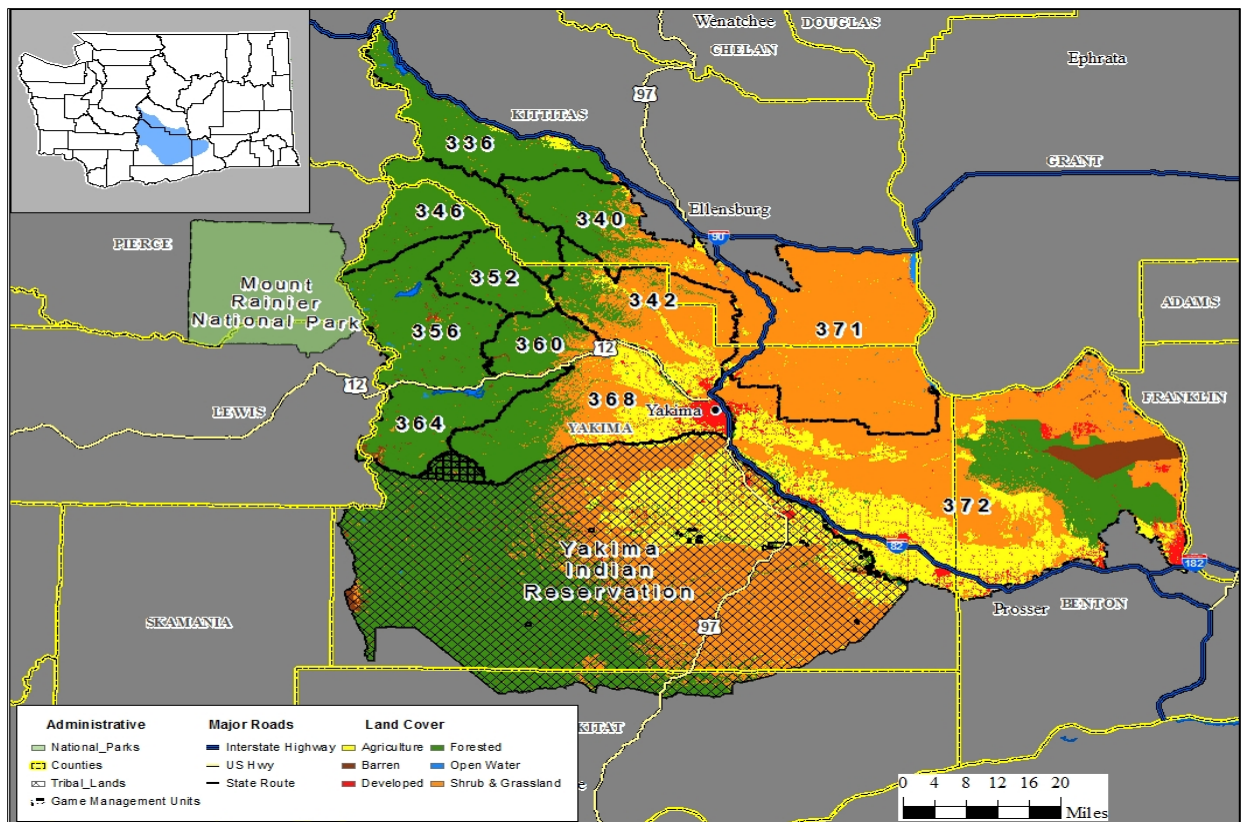 Wenatchee
DOUGLAS
CHELAN
Ephrata
97
KITTITAS
336
GRANT
346
340
Ellensburg
PIERCE
90
352
Mount
Rainier
National Park
342
ADAMS
356
371
360
12
12
368
FRANKLIN
LEWIS
Yakima
364
YAKIMA
372
Yakima
Indian
Reservation
82
182
Prosser
BENTON
SKAMANIA
97
KITAT
Administrative
National_Parks
Counties
Tribal_Lands
Game Management Units
Major Roads
Interstate Highway
US Hwy
State Route
Land Cover
Agriculture
Barren
Developed
Forested
Open Water
Shrub & Grassland
0 4 8 12 16 20
Miles